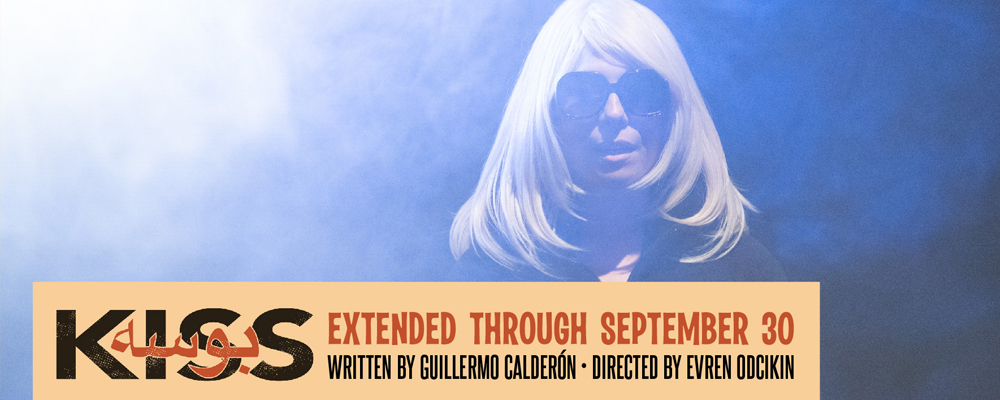 KISS
بوسه
EXTENDED THROUGH SEPTEMBER 30
WRITTEN BY GUILLERMO CALDERÓN • DIRECTED BY EVREN ODCIKIN